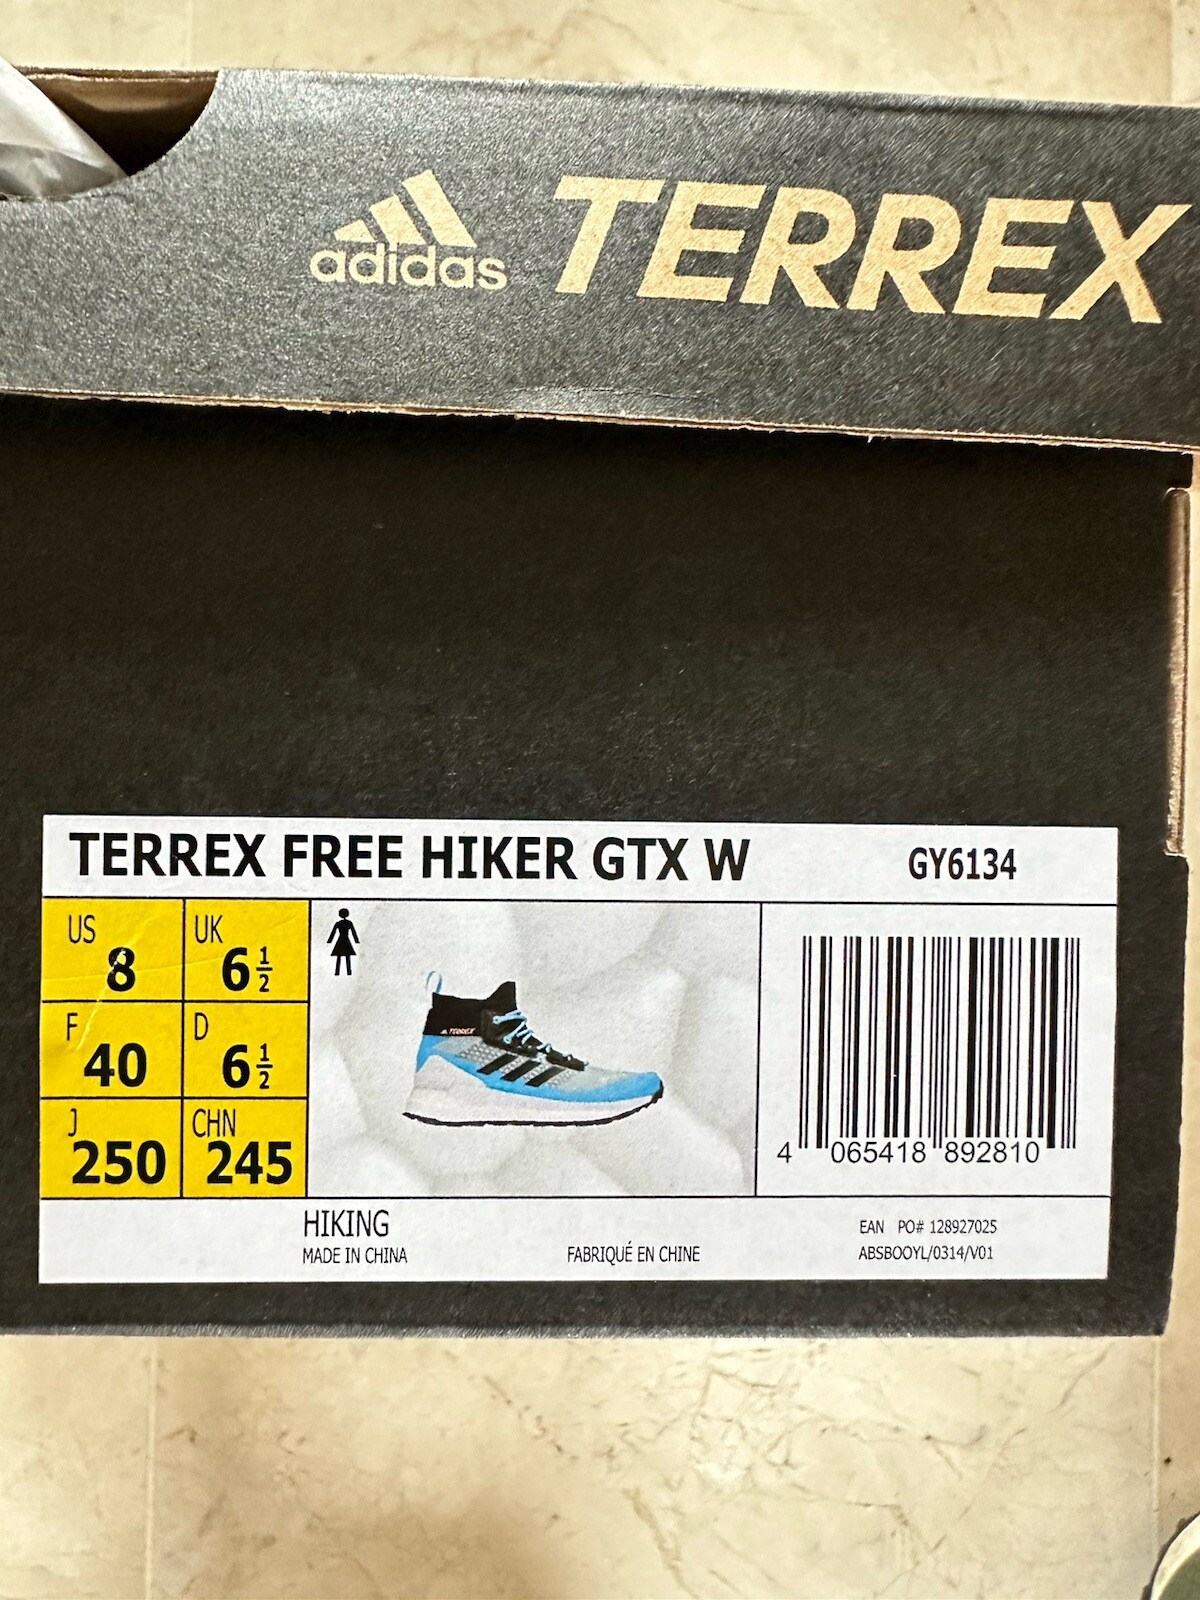 adidas TERREX
TERREX FREE HIKER GTX W GY6134
US 8 UK 6 1/2
F 40 D 6 1/2
J 250 CHN 245
TERREX
4 065418 892810
HIKING
MADE IN CHINA FABRIQUÉ EN CHINE
EAN PO# 128927025
ABSBOOYL/0314/V01